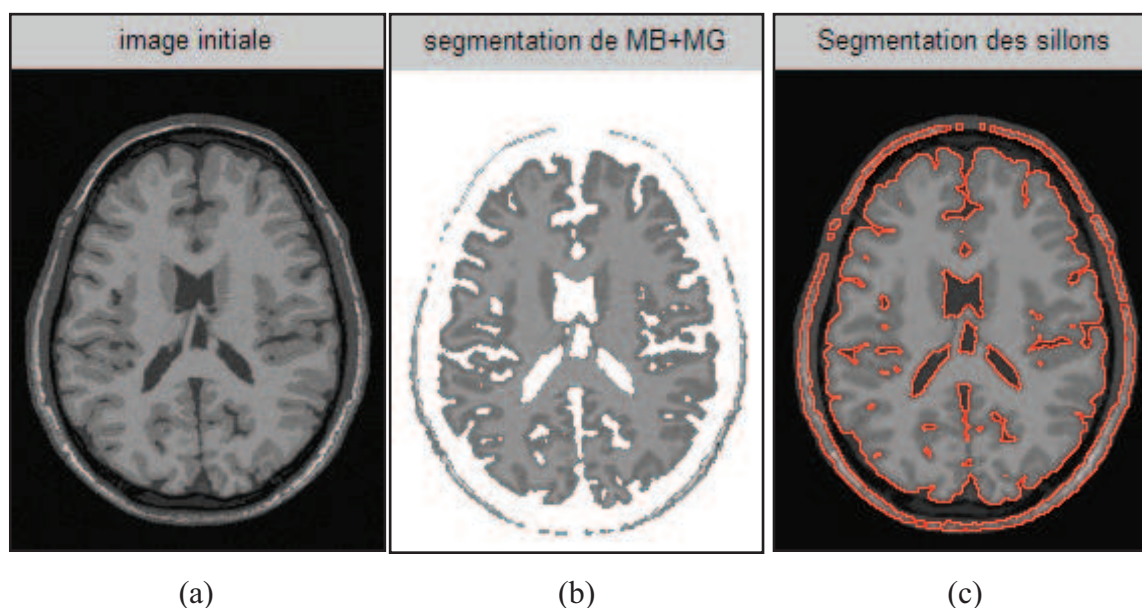 image initiale
segmentation de MB+MG
Segmentation des sillons
(a)
(b)
(c)